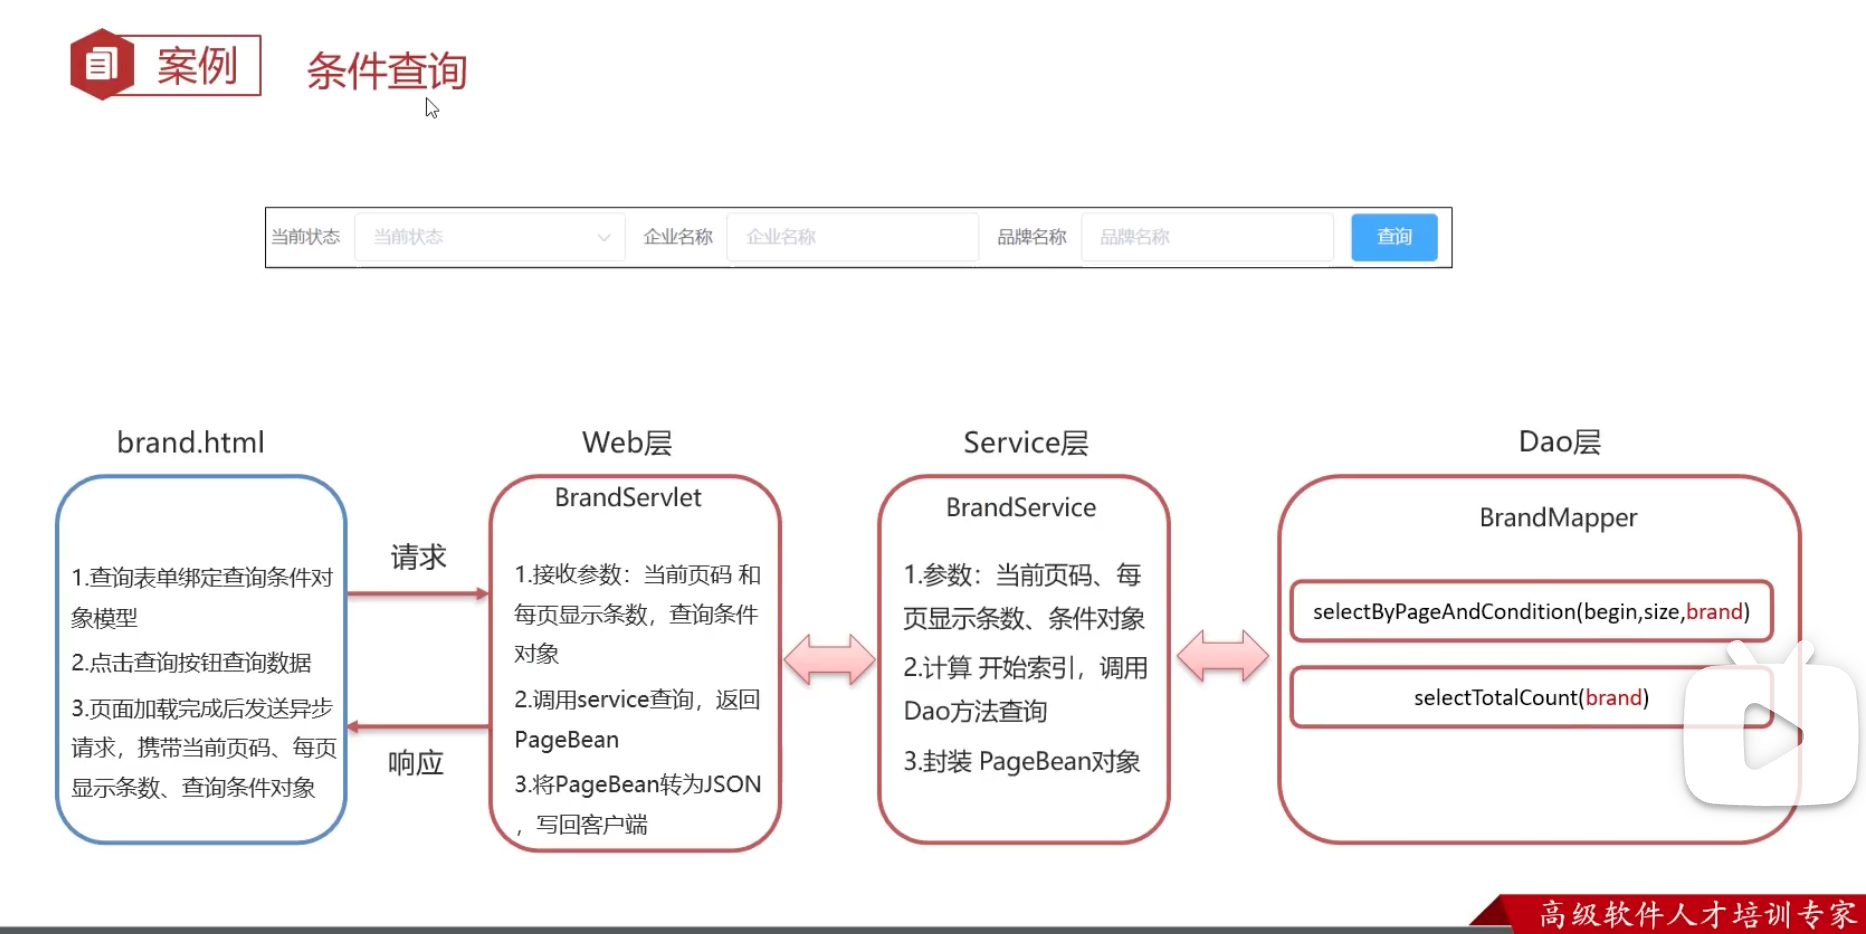 案例
条件查询
当前状态 当前状态 企业名称 企业名称 品牌名称 品牌名称 查询
brand.html
1.查询表单绑定查询条件对
象模型
2.点击查询按钮查询数据
3.页面加载完成后发送异步
请求，携带当前页码、每页
显示条数、查询条件对象
请求
响应
Web层
BrandServlet
1.接收参数：当前页码 和
每页显示条数，查询条件
对象
2.调用service查询，返回
PageBean
3.将PageBean转为JSON
，写回客户端
Service层
BrandService
1.参数：当前页码、每
页显示条数、条件对象
2.计算 开始索引，调用
Dao方法查询
3.封装 PageBean对象
Dao层
BrandMapper
selectByPageAndCondition(begin,size,brand)
selectTotalCount(brand)
高级软件人才培训专家